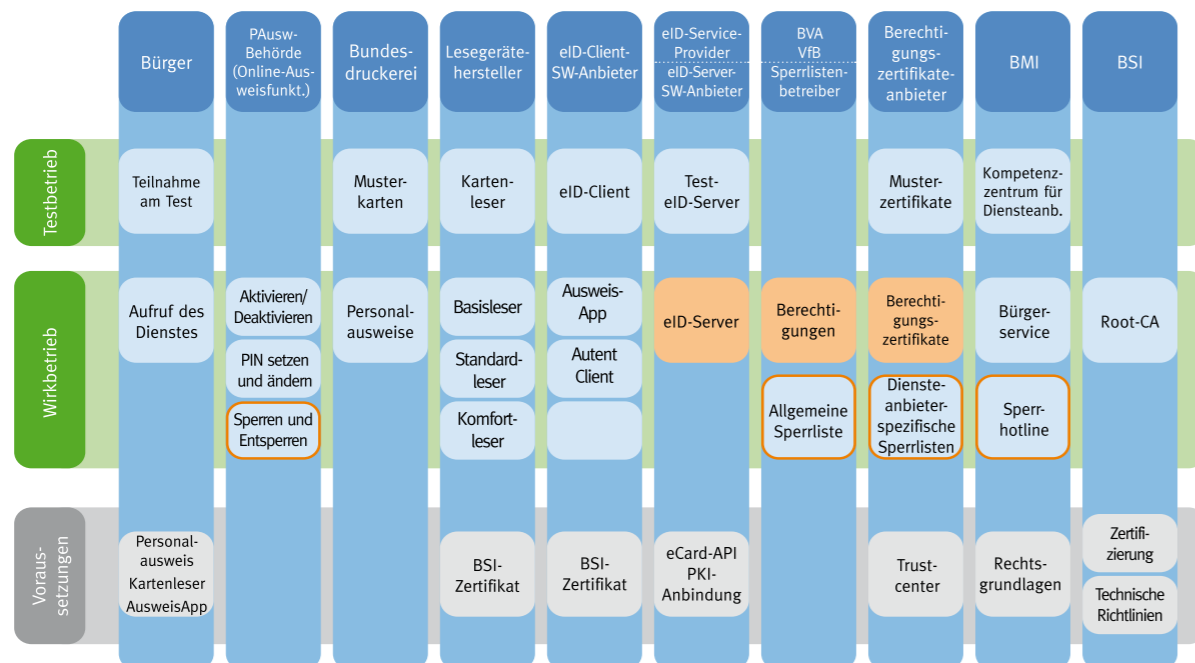 Bürger
PAusw-
Behörde
(Online-Aus-
weisfunkt.)
Bundes-
druckerei
Lesegeräte-
hersteller
eID-Client-
SW-Anbieter
eID-Service-
Provider
eID-Server-
SW-Anbieter
BVA
VfB
Sperrlisten-
betreiber
Berechti-
gungs-
zertifikate-
anbieter
BMI
BSI
Testbetrieb
Teilnahme
am Test
Muster-
karten
Karten-
leser
eID-Client
Test-
eID-Server
Muster-
zertifikate
Kompetenz-
zentrum für
Diensteanb.
Wirkbetrieb
Aufruf des
Dienstes
Aktivieren/
Deaktivieren
PIN setzen
und ändern
Sperren und
Entsperren
Personal-
ausweise
Basisleser
Standard-
leser
Komfort-
leser
Ausweis-
App
Autent
Client
eID-Server
Berechti-
gungen
Allgemeine
Sperrliste
Berechti-
gungs-
zertifikate
Dienste-
anbieter-
spezifische
Sperrlisten
Bürger-
service
Sperr-
hotline
Root-CA
Voraus-
setzungen
Personal-
ausweis
Kartenleser
AusweisApp
BSI-
Zertifikat
BSI-
Zertifikat
eCard-API
PKI-
Anbindung
Trust-
center
Rechts-
grundlagen
Zertifi-
zierung
Technische
Richtlinien